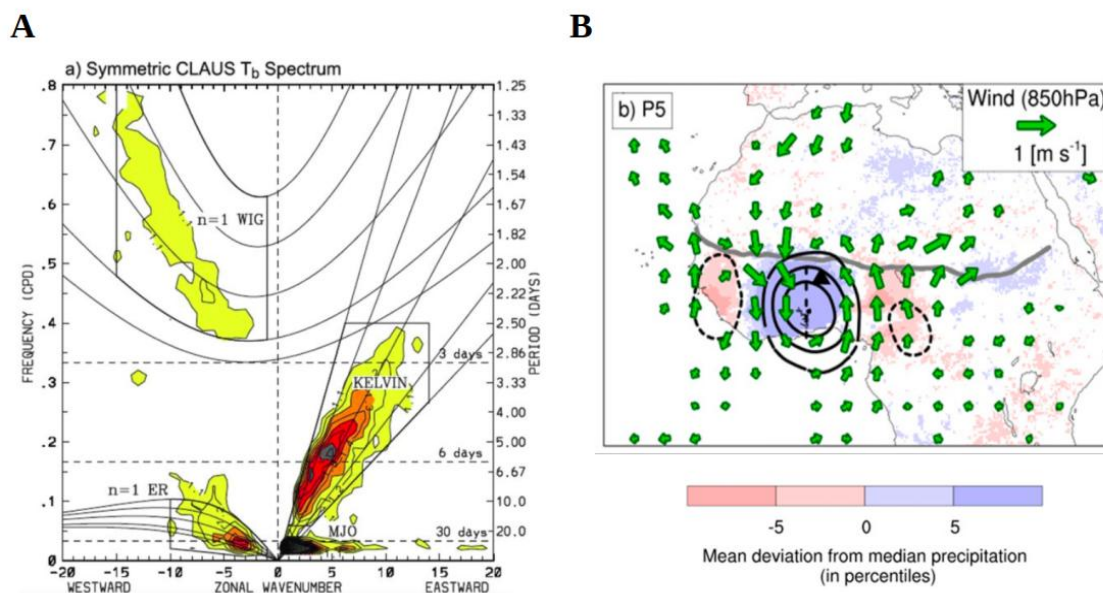 A
a) Symmetric CLAUS Tb Spectrum
.8
.7
.6
.5
.4
.3
.2
.1
0
FREQUENCY (CPD)
1.25
1.33
1.43
1.54
1.67
1.82
2.00
2.22
2.50
2.86
3.33
4.00
5.00
6.67
10.0
20.0
PERIOD (DAYS)
n=1 WIG
3 days
KELVIN
6 days
n=1 ER
MJO
30 days
-20 -15 -10 -5 0 5 10 15 20
WESTWARD ZONAL WAVENUMBER EASTWARD
B
b) P5
Wind (850hPa)
1 [m s-1]
-5 0 5
Mean deviation from median precipitation
(in percentiles)